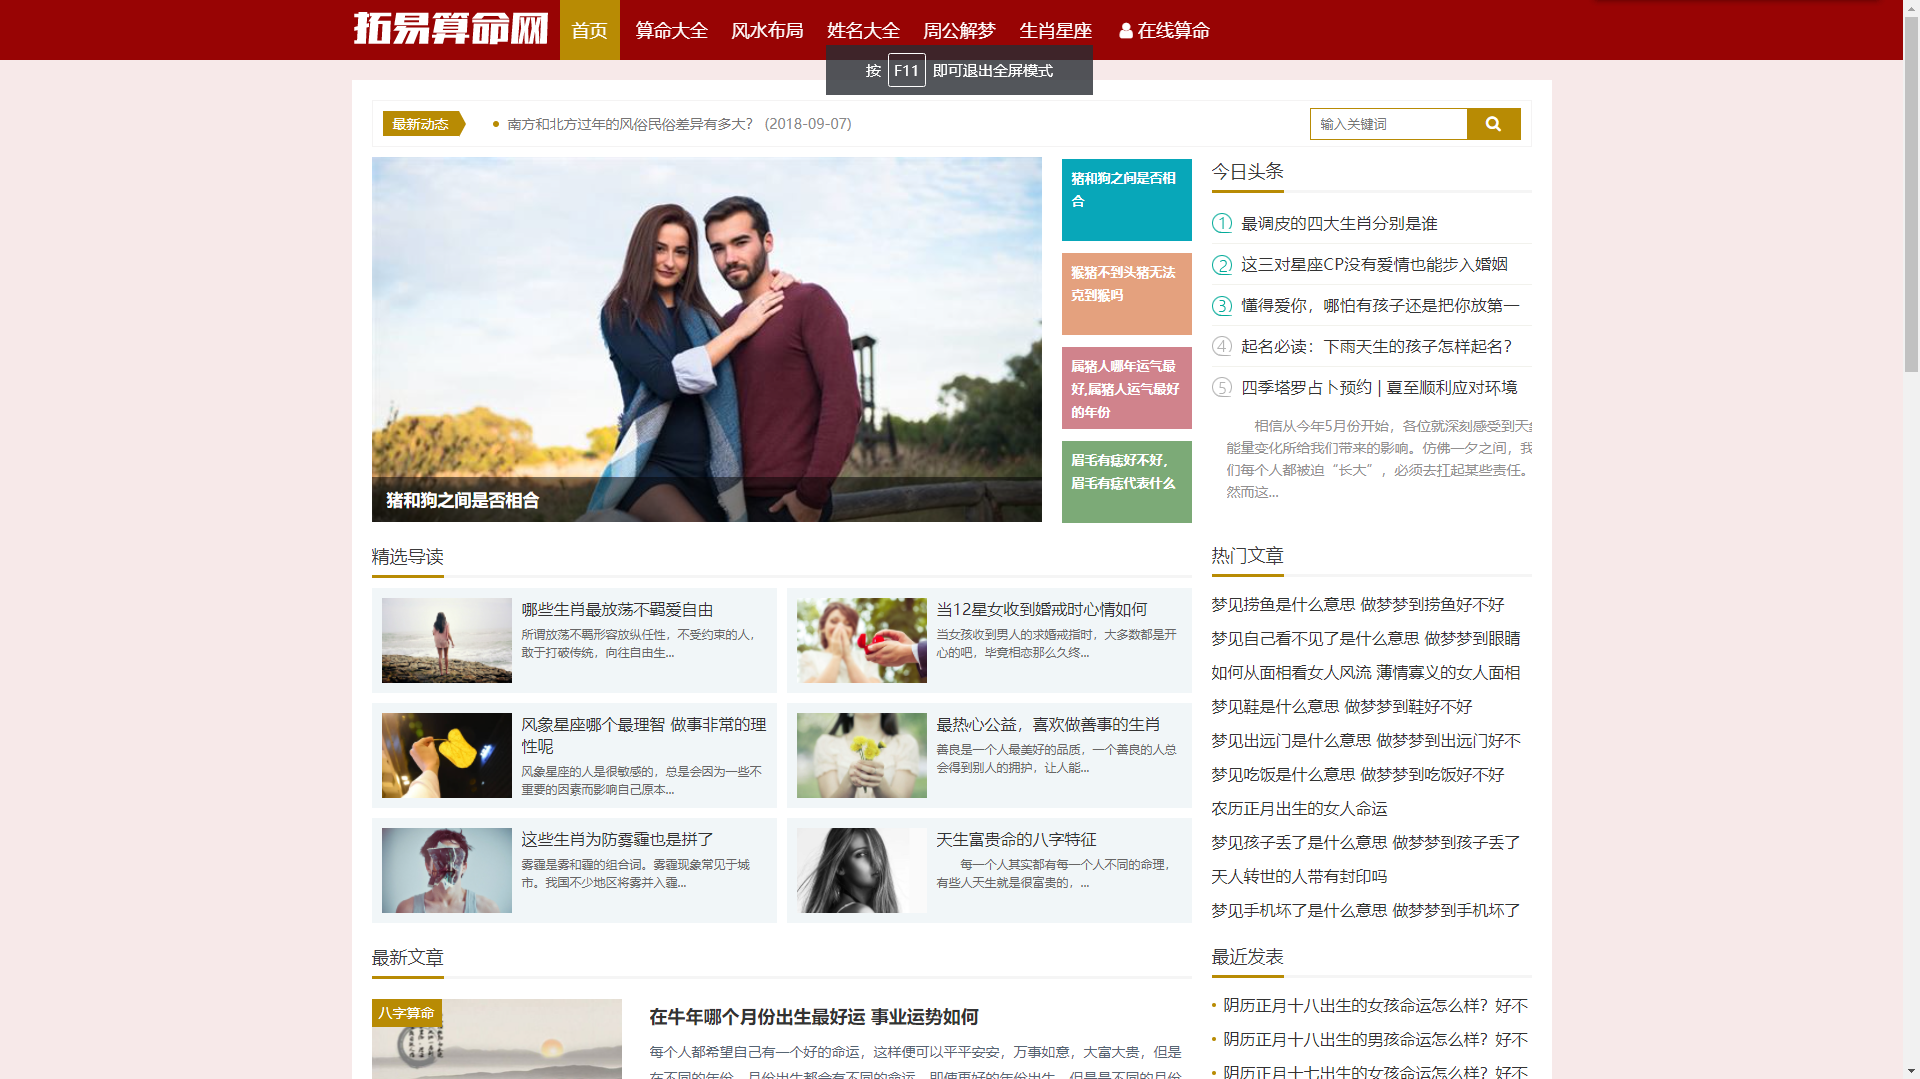 拓易算命网
首页 算命大全 风水布局 姓名大全 周公解梦 生肖星座 在线算命
按 F11 即可退出全屏模式
最新动态
南方和北方过年的风俗民俗差异有多大? (2018-09-07)
输入关键词
猪和狗之间是否相合
猪和狗之间是否相
合
猴猪不到头猪无法
克到猴吗
属猪人哪年运气最
好,属猪人运气最好
的年份
眉毛有痣好不好,
眉毛有痣代表什么
今日头条
1 最调皮的四大生肖分别是谁
2 这三对星座CP没有爱情也能步入婚姻
3 懂得爱你，哪怕有孩子还是把你放第一
4 起名必读：下雨天生的孩子怎样起名?
5 四季塔罗占卜预约 | 夏至顺利应对环境
相信从今年5月份开始，各位就深刻感受到天
能量变化所给我们带来的影响。仿佛一夕之间，我
们每个人都被迫“长大”，必须去扛起某些责任。
然而这...
精选导读
哪些生肖最放荡不羁爱自由
所谓放荡不羁形容放纵任性，不受约束的人，
敢于打破传统，向往自由生...
当12星女收到婚戒时心情如何
当女孩收到男人的求婚戒指时，大多数都是开
心的吧，毕竟相恋那么久终...
风象星座哪个最理智 做事非常的理
性呢
风象星座的人是很敏感的，总是会因为一些不
重要的因素而影响自己原本...
最热心公益，喜欢做善事的生肖
善良是一个人最美好的品质，一个善良的人总
会得到别人的拥护，让人能...
这些生肖为防雾霾也是拼了
雾霾是雾和霾的组合词。雾霾现象常见于城
市。我国不少地区将雾并入霾...
天生富贵命的八字特征
每一个人其实都有每一个人不同的命理，
有些人天生就是很富贵的，...
热门文章
梦见捞鱼是什么意思 做梦梦到捞鱼好不好
梦见自己看不见了是什么意思 做梦梦到眼睛
如何从面相看女人风流 薄情寡义的女人面相
梦见鞋是什么意思 做梦梦到鞋好不好
梦见出远门是什么意思 做梦梦到出远门好不
梦见吃饭是什么意思 做梦梦到吃饭好不好
农历正月出生的女人命运
梦见孩子丢了是什么意思 做梦梦到孩子丢了
天人转世的人带有封印吗
梦见手机坏了是什么意思 做梦梦到手机坏了
最新文章
八字算命
在牛年哪个月份出生最好运 事业运势如何
每个人都希望自己有一个好的命运，这样便可以平平安安，万事如意，大富大贵，但是
在不同的年份、月份出生都会有不同的命运，即使再好的年份出生，但是是不同的月份
最近发表
阴历正月十八出生的女孩命运怎么样？好不
阴历正月十八出生的男孩命运怎么样？好不
阴历正月十七出生的女孩命运怎么样？好不